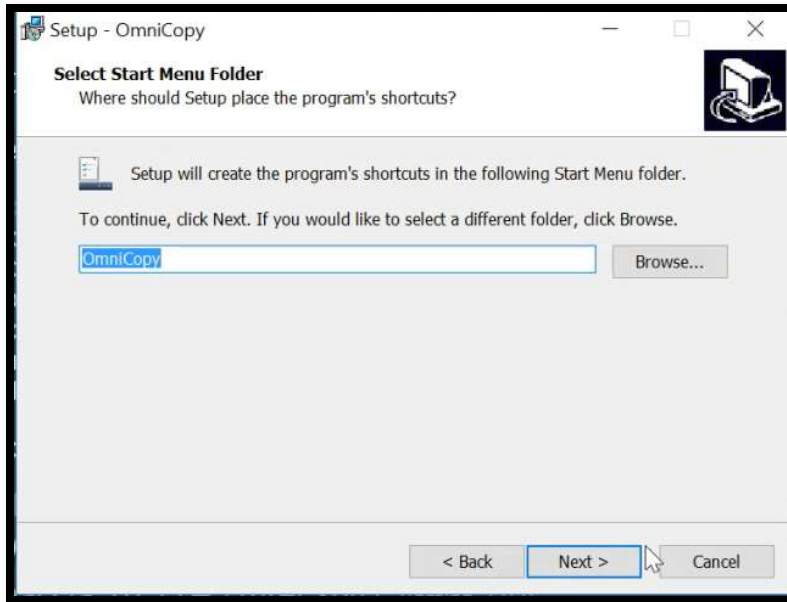 Setup - OmniCopy
Select Start Menu Folder
Where should Setup place the program's shortcuts?
Setup will create the program's shortcuts in the following Start Menu folder.
To continue, click Next. If you would like to select a different folder, click Browse.
OmniCopy
Browse...
< Back
Next >
Cancel